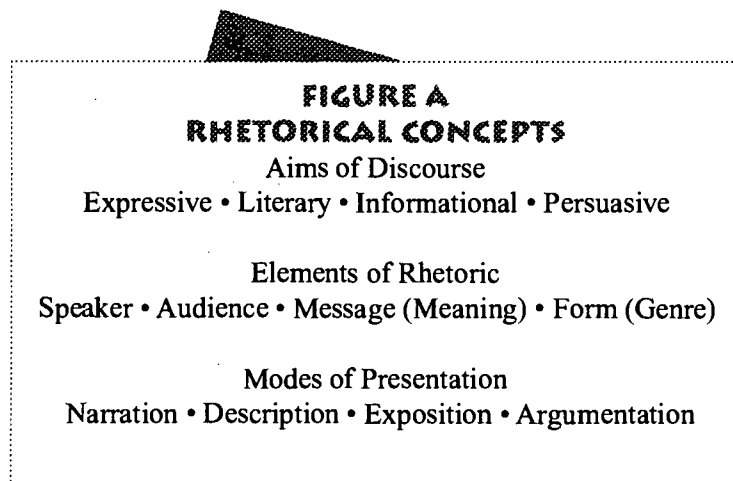 FIGURE A
RHETORICAL CONCEPTS
Aims of Discourse
Expressive • Literary • Informational • Persuasive
Elements of Rhetoric
Speaker • Audience • Message (Meaning) • Form (Genre)
Modes of Presentation
Narration • Description • Exposition • Argumentation